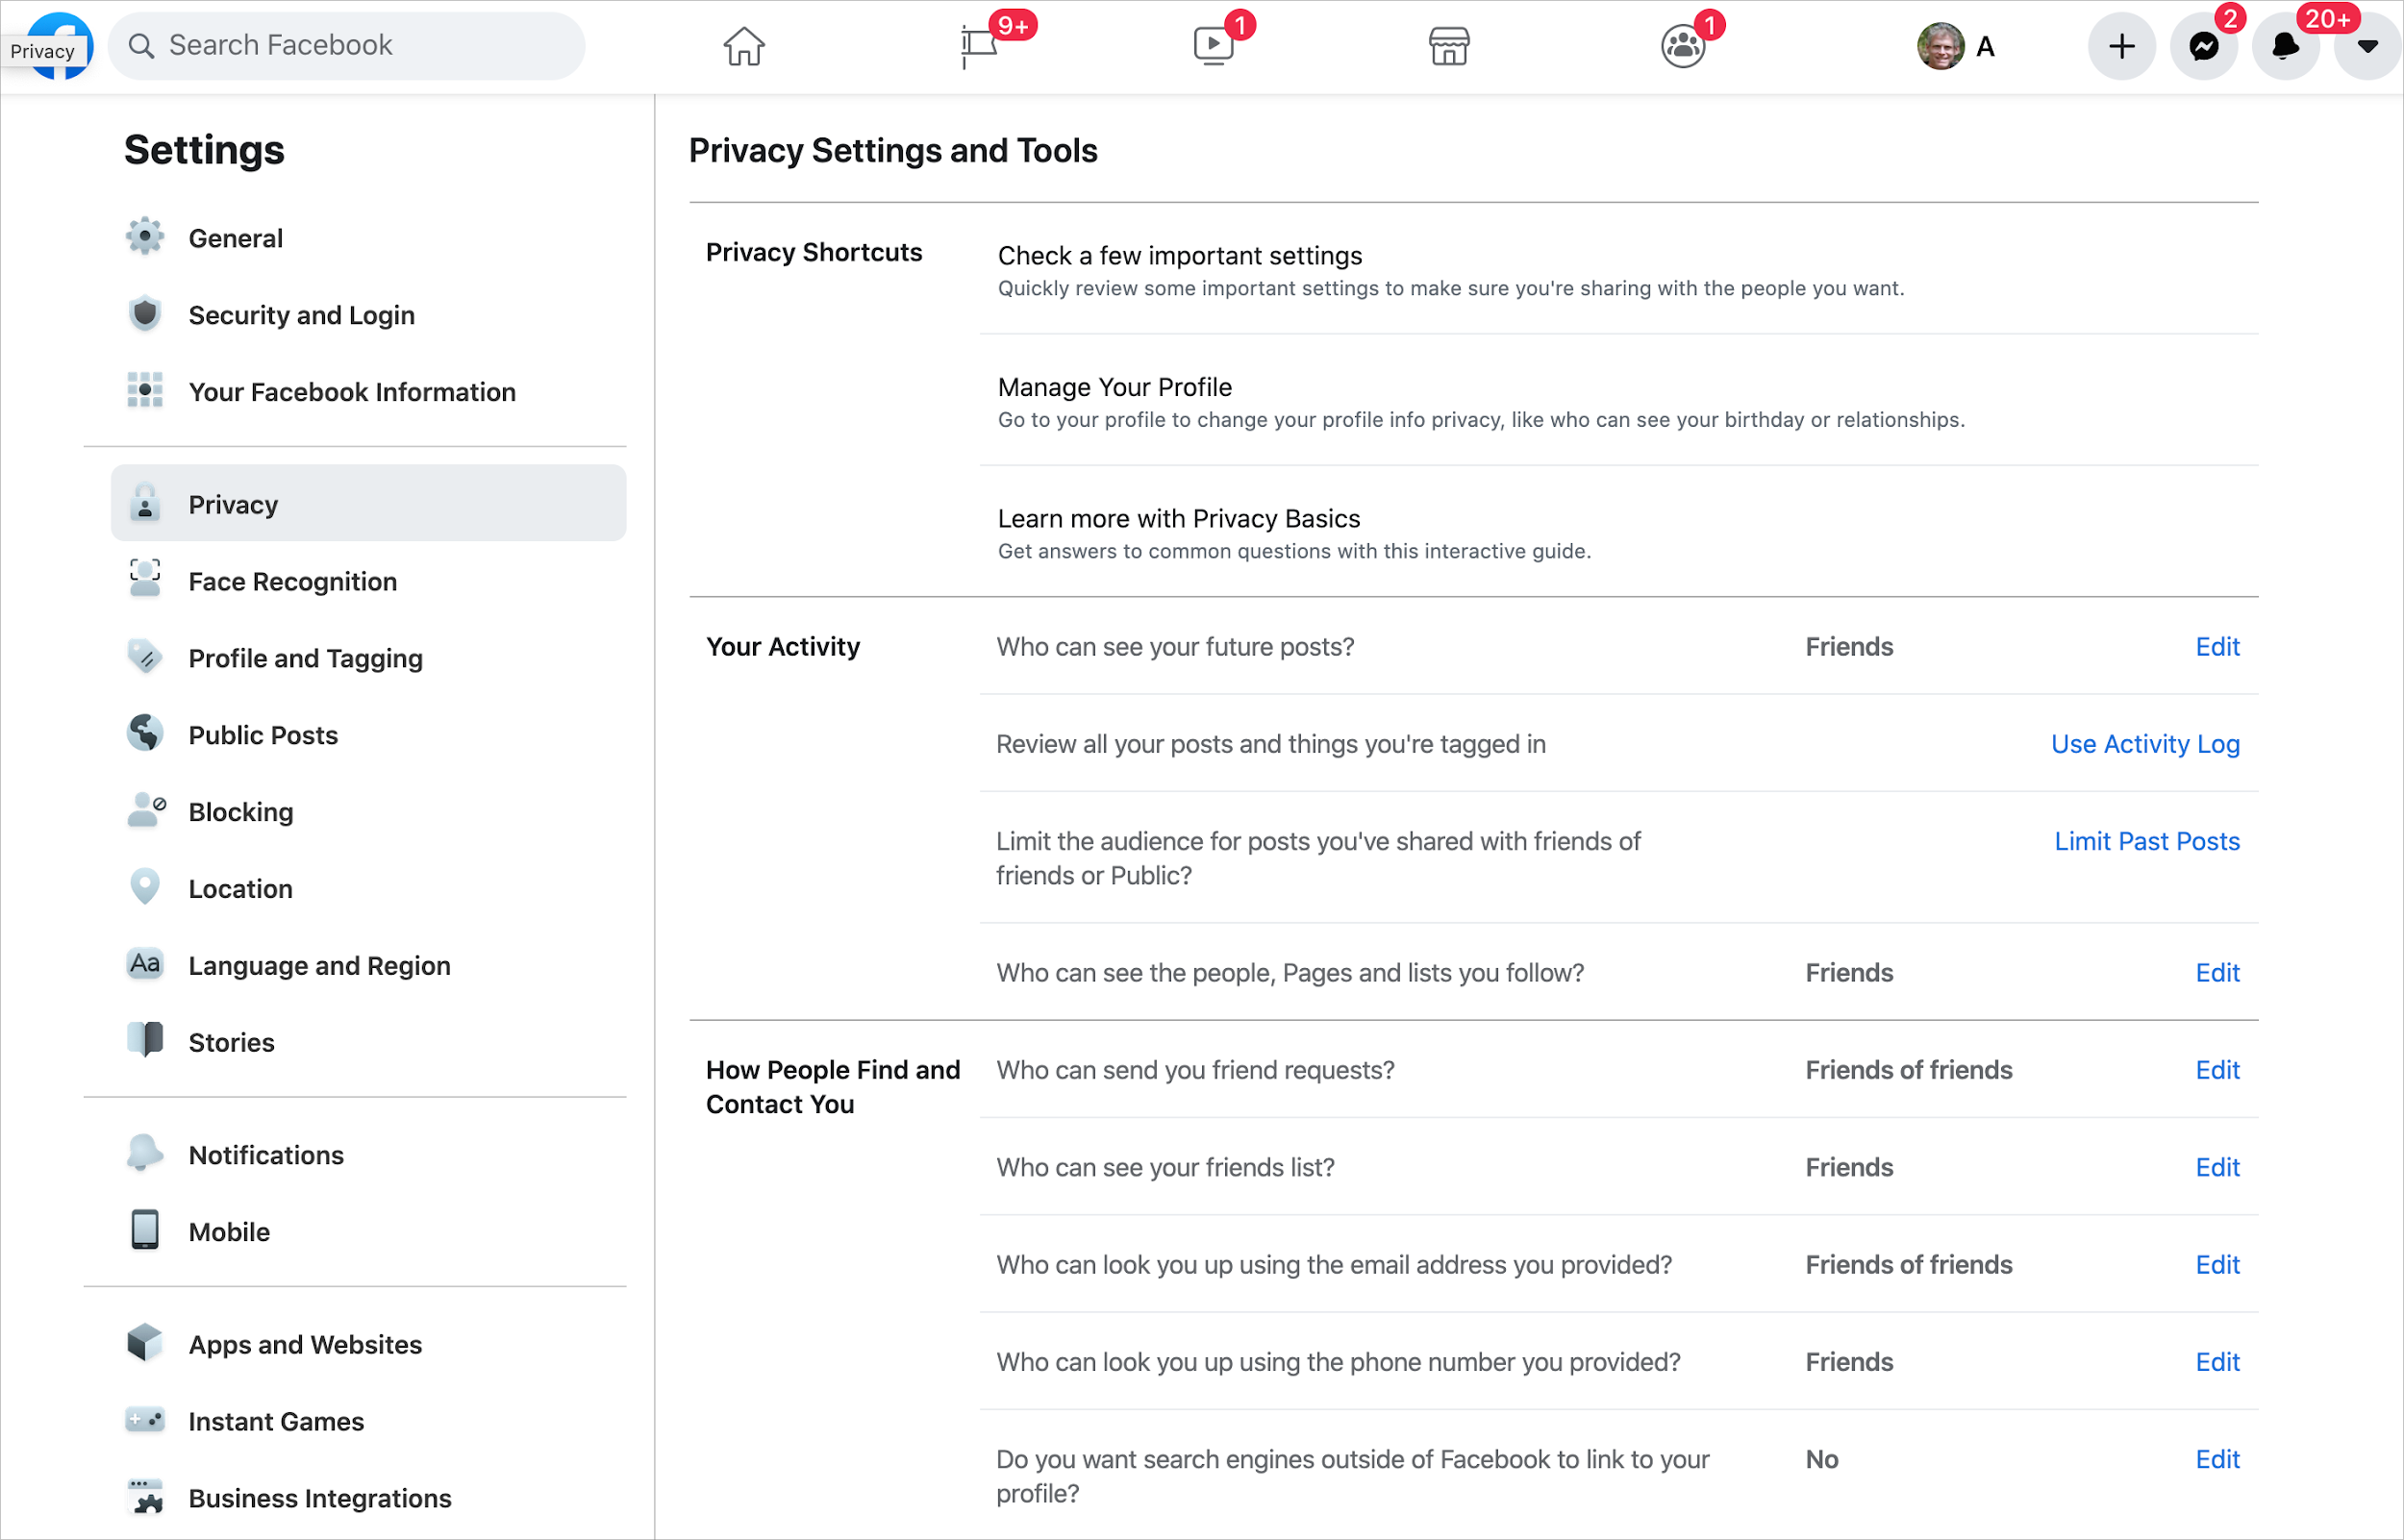 Privacy
Search Facebook
9+
1
1
A
2
20+
Settings
General
Security and Login
Your Facebook Information
Privacy
Face Recognition
Profile and Tagging
Public Posts
Blocking
Location
Aa
Language and Region
Stories
Notifications
Mobile
Apps and Websites
Instant Games
Business Integrations
Privacy Settings and Tools
Privacy Shortcuts
Check a few important settings
Quickly review some important settings to make sure you're sharing with the people you want.
Manage Your Profile
Go to your profile to change your profile info privacy, like who can see your birthday or relationships.
Learn more with Privacy Basics
Get answers to common questions with this interactive guide.
Your Activity
Who can see your future posts? Friends Edit
Review all your posts and things you're tagged in Use Activity Log
Limit the audience for posts you've shared with friends of Limit Past Posts
friends or Public?
Who can see the people, Pages and lists you follow? Friends Edit
How People Find and
Contact You
Who can send you friend requests? Friends of friends Edit
Who can see your friends list? Friends Edit
Who can look you up using the email address you provided? Friends of friends Edit
Who can look you up using the phone number you provided? Friends Edit
Do you want search engines outside of Facebook to link to your No Edit
profile?